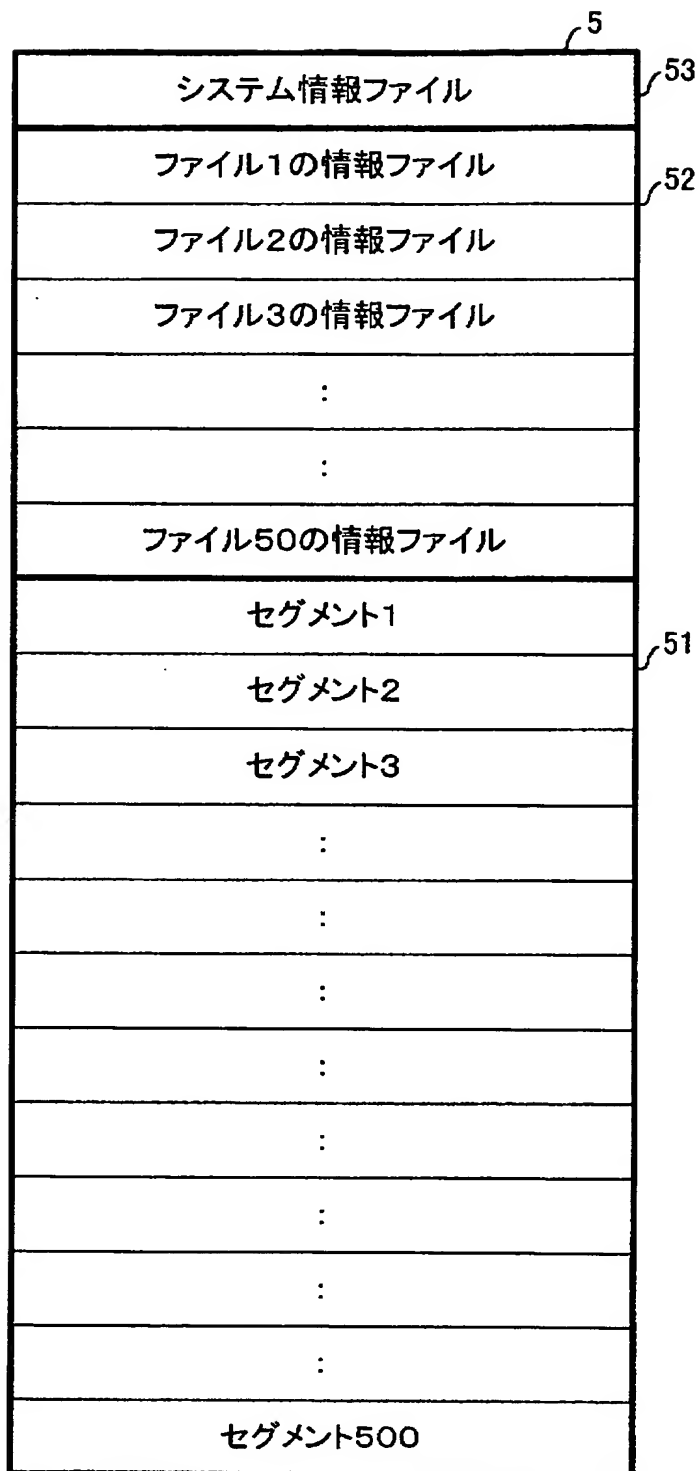 5
システム情報ファイル
53
ファイル1の情報ファイル
52
ファイル2の情報ファイル
ファイル3の情報ファイル
:
:
ファイル50の情報ファイル
セグメント1
51
セグメント2
セグメント3
:
:
:
:
:
:
:
:
セグメント500